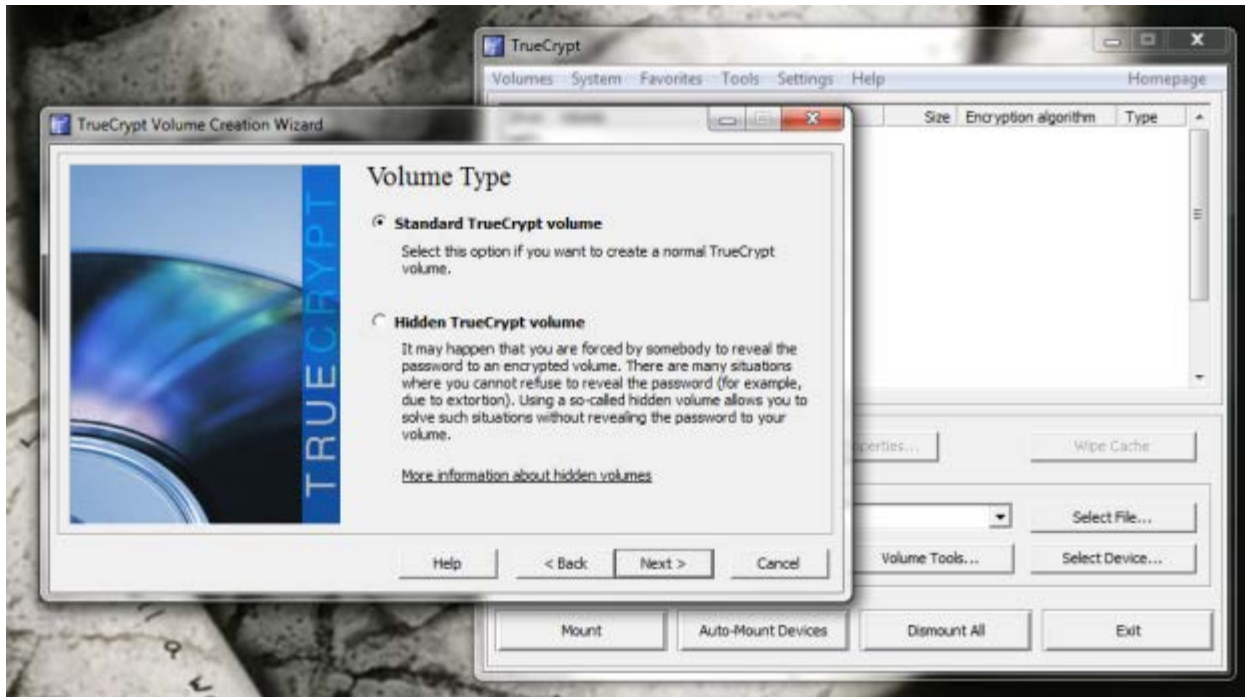 TrueCrypt
Volumes System Favorites Tools Settings Help Homepage
Size Encryption algorithm Type
Wipe Cache
Select File...
Volume Tools... Select Device...
Mount Auto-Mount Devices Dismount All Exit
TrueCrypt Volume Creation Wizard
TRUECRYPT
Volume Type
Standard TrueCrypt volume
Select this option if you want to create a normal TrueCrypt
volume.
Hidden TrueCrypt volume
It may happen that you are forced by somebody to reveal the
password to an encrypted volume. There are many situations
where you cannot refuse to reveal the password (for example,
due to extortion). Using a so-called hidden volume allows you to
solve such situations without revealing the password to your
volume.
More information about hidden volumes
Help < Back Next > Cancel